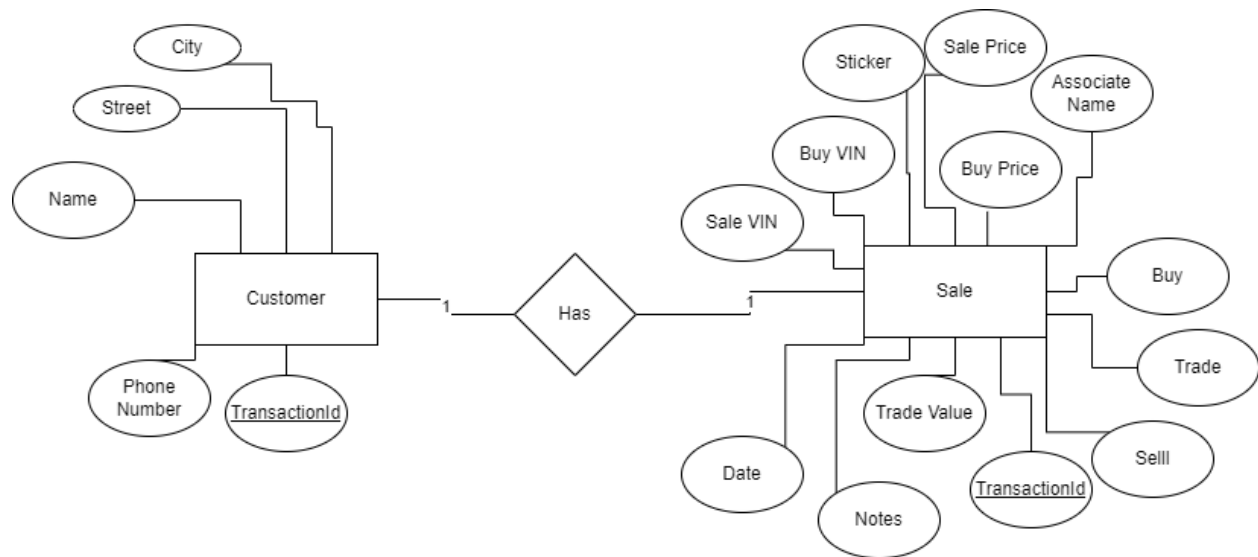 City
Sticker
Sale Price
Street
Associate
Name
Buy VIN
Buy Price
Name
Sale VIN
Buy
Customer
Has
Sale
1
1
Trade
Phone
Number
TransactionId
Trade Value
Selll
Date
TransactionId
Notes